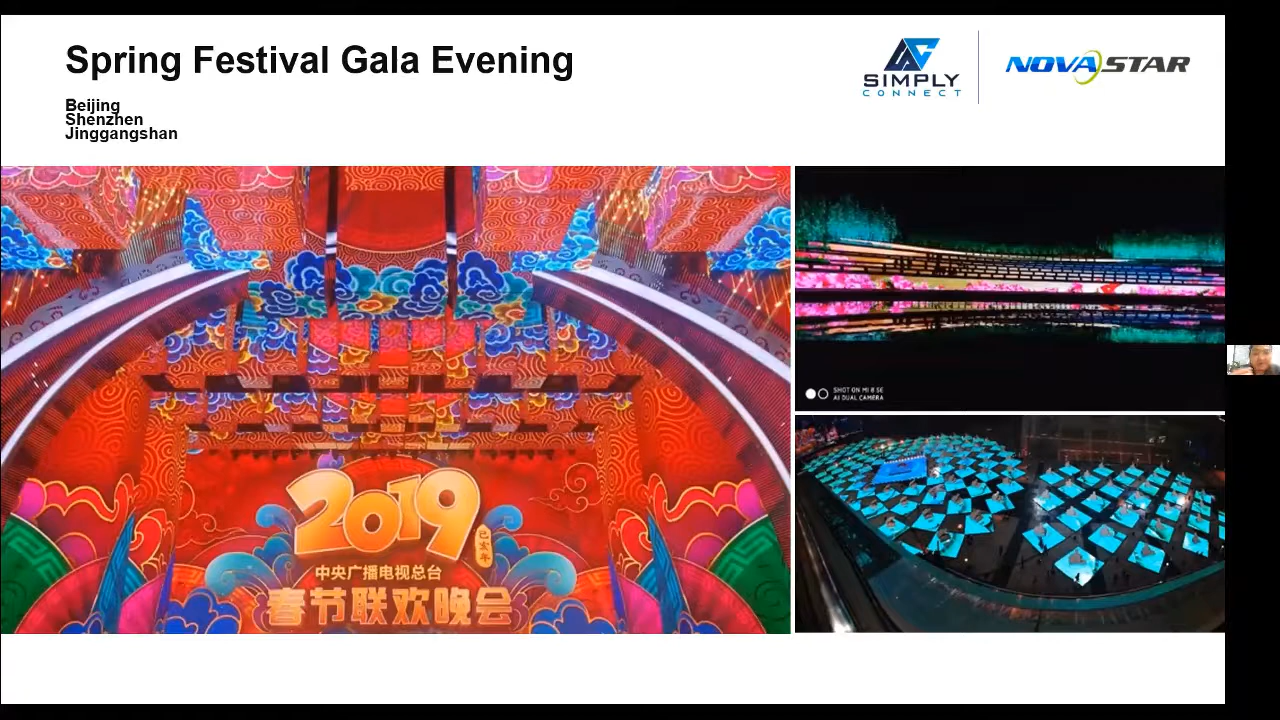 Spring Festival Gala Evening
Beijing
Shenzhen
Jinggangshan
SIMPLY
CONNECT
NOVASTAR
2019
己亥年
中央广播电视总台
春节联欢晚会
SHOT ON MI 8 SE
AI DUAL CAMERA